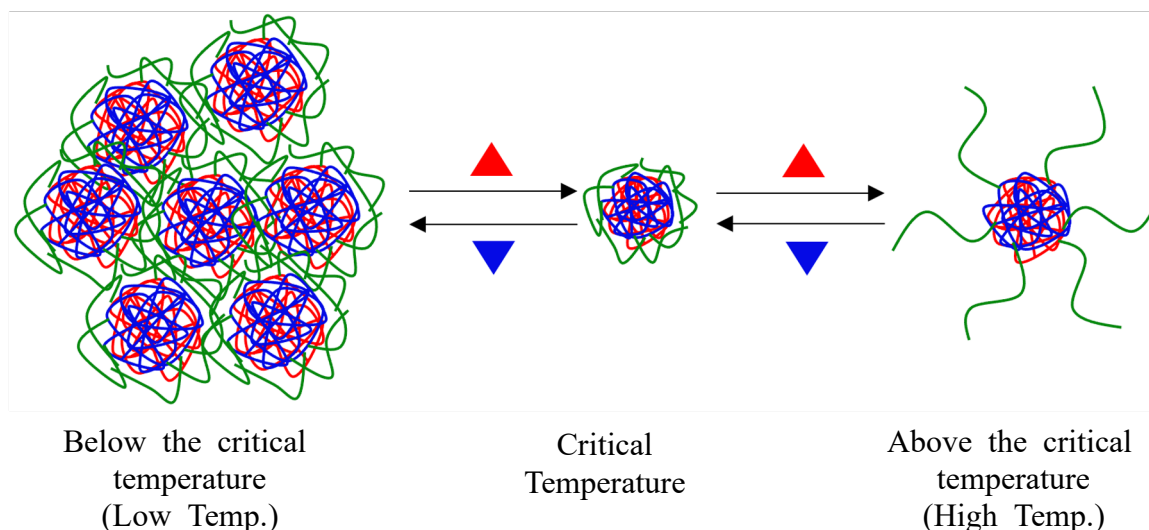 Below the critical
temperature
(Low Temp.)
Critical
Temperature
Above the critical
temperature
(High Temp.)